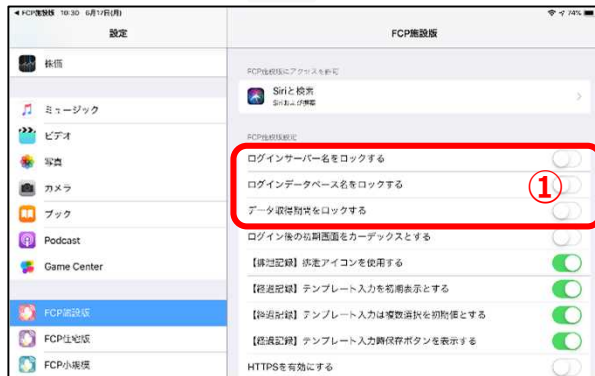 ◀ FCP施設版 10:30 6月17日(月)
74%
設定
FCP施設版
株価
ミュージック
ビデオ
写真
カメラ
ブック
Podcast
Game Center
FCP施設版
FCP住宅版
FCP小規模
FCP施設版にアクセスを許可
Siriと検索
Siriおよび検索
FCP施設版設定
ログインサーバー名をロックする
ログインデータベース名をロックする
データ取得期間をロックする
①
ログイン後の初期画面をカーデックスとする
【排泄記録】排泄アイコンを使用する
【経過記録】テンプレート入力を初期表示とする
【経過記録】テンプレート入力は複数選択を初期値とする
【経過記録】テンプレート入力時保存ボタンを表示する
HTTPSを有効にする